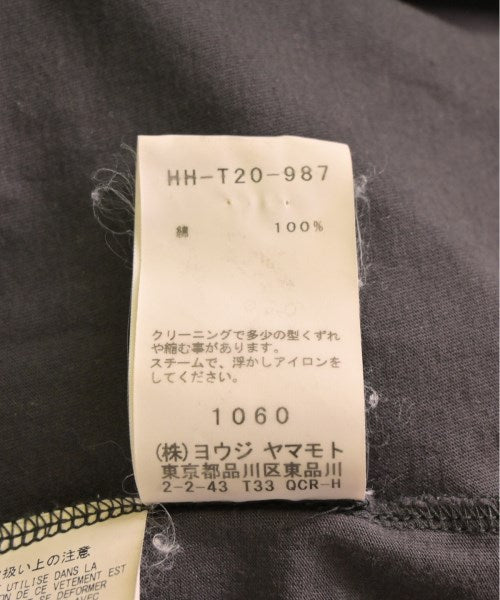 HH-T20-987
綿 100%
クリーニングで多少の型くずれ
や縮む事があります。
スチームで、浮かしアイロンを
してください。
1060
(株)ヨウジ ヤマモト
東京都品川区東品川
2-2-43 T33 QCR-H
扱い上の注意
UTILISE DANS LA
ON DE CE VETEMENT EST
DEFORMER
AVEC